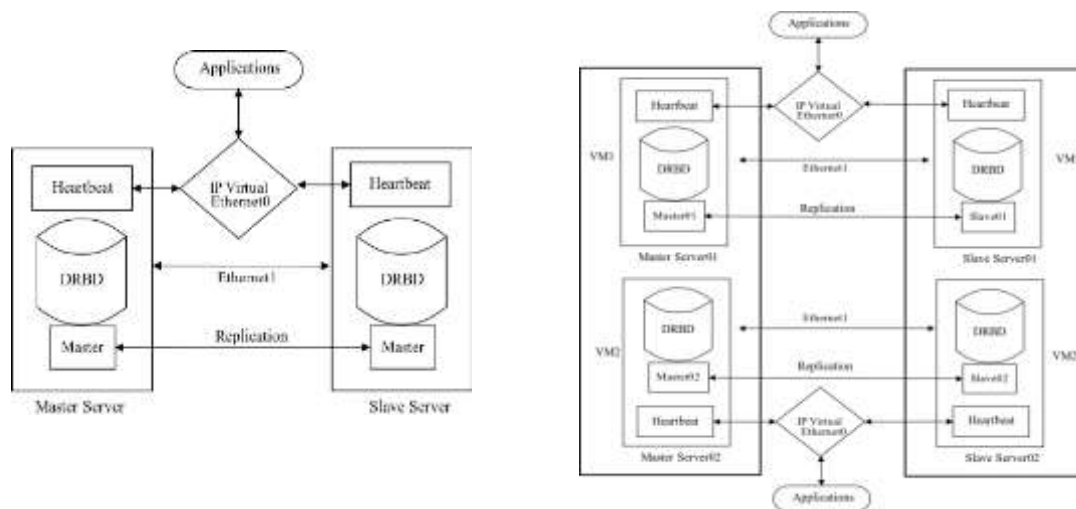 Applications
IP Virtual
Ethernet0
Heartbeat
Heartbeat
DRBD
DRBD
Ethernet1
Replication
Master
Master
Master Server
Slave Server
Applications
IP Virtual
Ethernet0
Heartbeat
Heartbeat
VM1
DRBD
Ethernet1
DRBD
Replication
Master01
Slave01
Master Server01
Slave Server01
Ethernet1
DRBD
DRBD
VM2
VM2
Replication
Master02
Slave02
Heartbeat
IP Virtual
Ethernet0
Heartbeat
Master Server02
Slave Server02
Applications